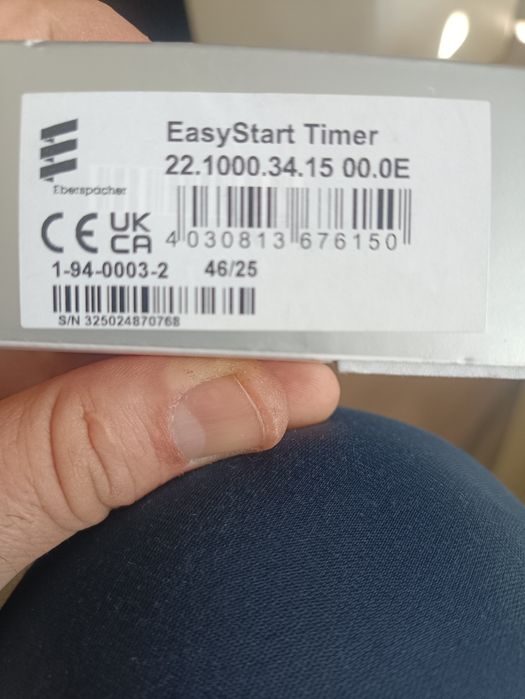 EasyStart Timer
22.1000.34.15 00.0E
Eberspächer
CE UK CA
4 030813 676150
1-94-0003-2 46/25
S/N 325024870768